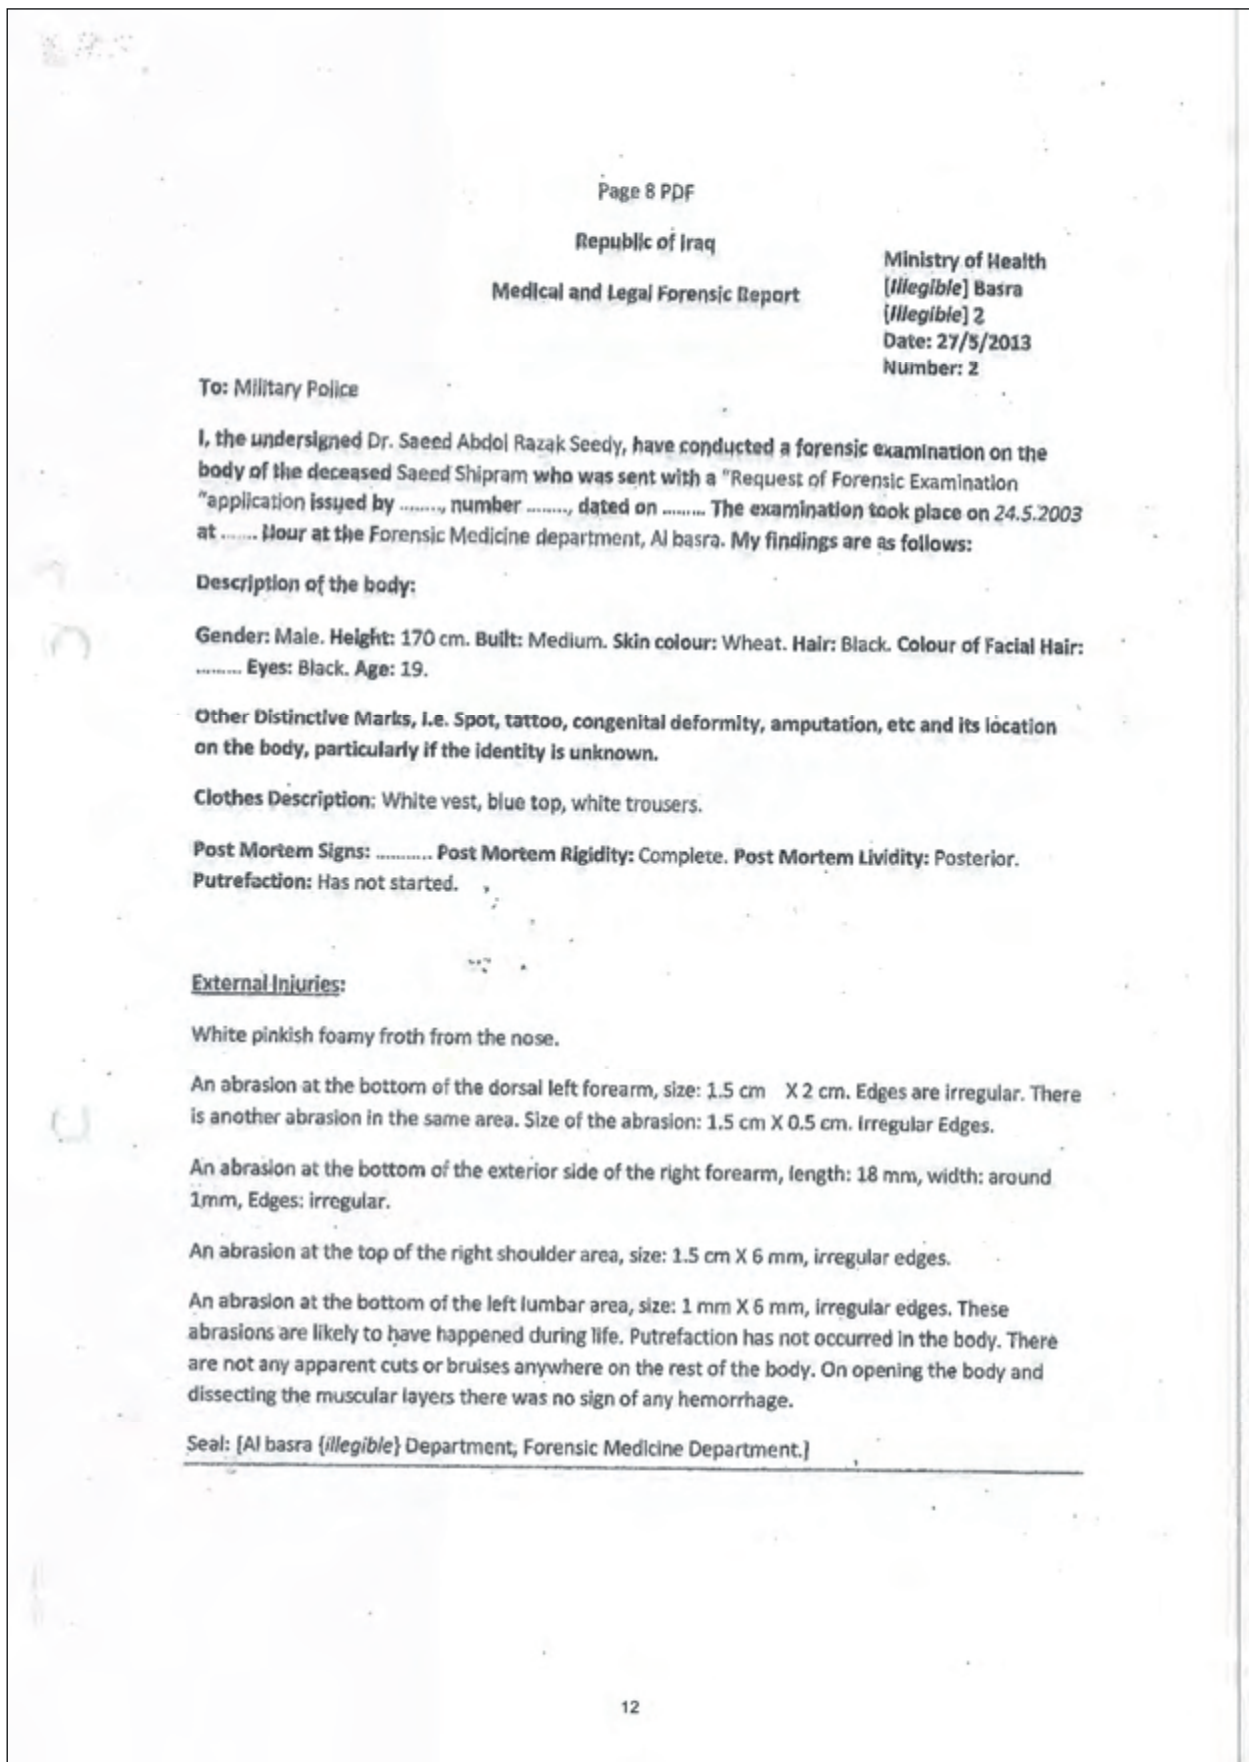 Page 8 PDF
Republic of Iraq
Medical and Legal Forensic Report
Ministry of Health
[Illegible] Basra
[Illegible] 2
Date: 27/5/2013
Number: 2
To: Military Police
I, the undersigned Dr. Saeed Abdol Razak Seedy, have conducted a forensic examination on the
body of the deceased Saeed Shipram who was sent with a "Request of Forensic Examination
"application issued by ........, number ........, dated on ......... The examination took place on 24.5.2003
at ....... Hour at the Forensic Medicine department, Al basra. My findings are as follows:
Description of the body:
Gender: Male. Height: 170 cm. Built: Medium. Skin colour: Wheat. Hair: Black. Colour of Facial Hair:
......... Eyes: Black. Age: 19.
Other Distinctive Marks, i.e. Spot, tattoo, congenital deformity, amputation, etc and its location
on the body, particularly if the identity is unknown.
Clothes Description: White vest, blue top, white trousers.
Post Mortem Signs: ........... Post Mortem Rigidity: Complete. Post Mortem Lividity: Posterior.
Putrefaction: Has not started.
External Injuries:
White pinkish foamy froth from the nose.
An abrasion at the bottom of the dorsal left forearm, size: 1.5 cm X 2 cm. Edges are irregular. There
is another abrasion in the same area. Size of the abrasion: 1.5 cm X 0.5 cm. Irregular Edges.
An abrasion at the bottom of the exterior side of the right forearm, length: 18 mm, width: around
1mm, Edges: irregular.
An abrasion at the top of the right shoulder area, size: 1.5 cm X 6 mm, irregular edges.
An abrasion at the bottom of the left lumbar area, size: 1 mm X 6 mm, irregular edges. These
abrasions are likely to have happened during life. Putrefaction has not occurred in the body. There
are not any apparent cuts or bruises anywhere on the rest of the body. On opening the body and
dissecting the muscular layers there was no sign of any hemorrhage.
Seal: [Al basra {illegible} Department, Forensic Medicine Department.]
12